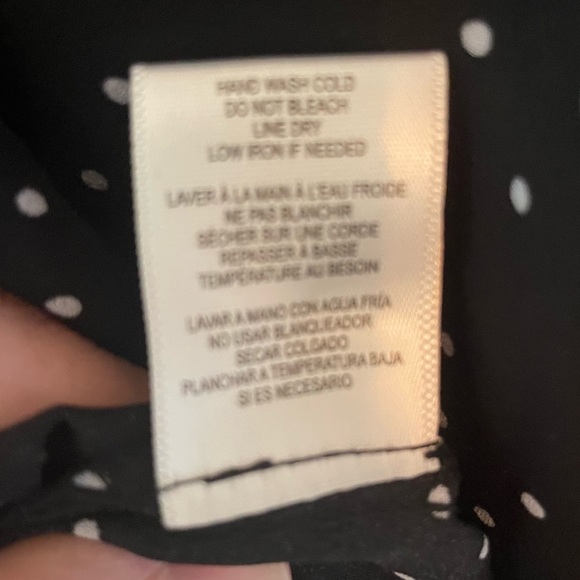 HAND WASH COLD
DO NOT BLEACH
LINE DRY
LOW IRON IF NEEDED
LAVER À LA MAIN À L'EAU FROIDE
NE PAS BLANCHIR
SÉCHER SUR UNE CORDE
REPASSER À BASSE
TEMPÉRATURE AU BESOIN
LAVAR A MANO CON AGUA FRÍA
NO USAR BLANQUEADOR
SECAR COLGADO
PLANCHAR A TEMPERATURA BAJA
SI ES NECESARIO